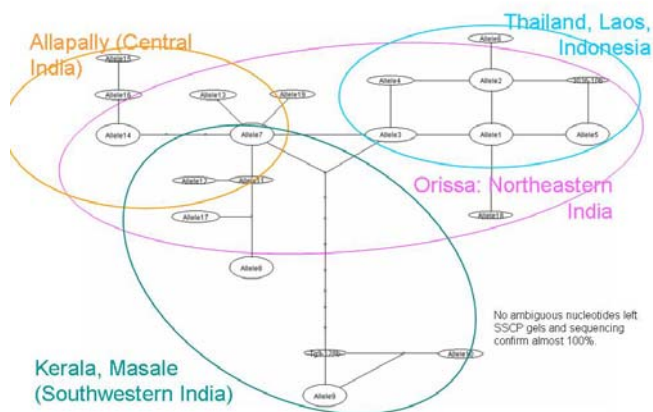 Allapally (Central
India)
Thailand, Laos,
Indonesia
Allele15
Allele16
Allele14
Allele13
Allele19
Allele7
Allele4
Allele6
Allele2
Allele3
Allele1
Allele5
Allele18
Orissa: Northeastern
India
Allele12
Allele11
Allele17
Allele8
No ambiguous nucleotides left
SSCP gels and sequencing
confirm almost 100%.
Allele9
Kerala, Masale
(Southwestern India)